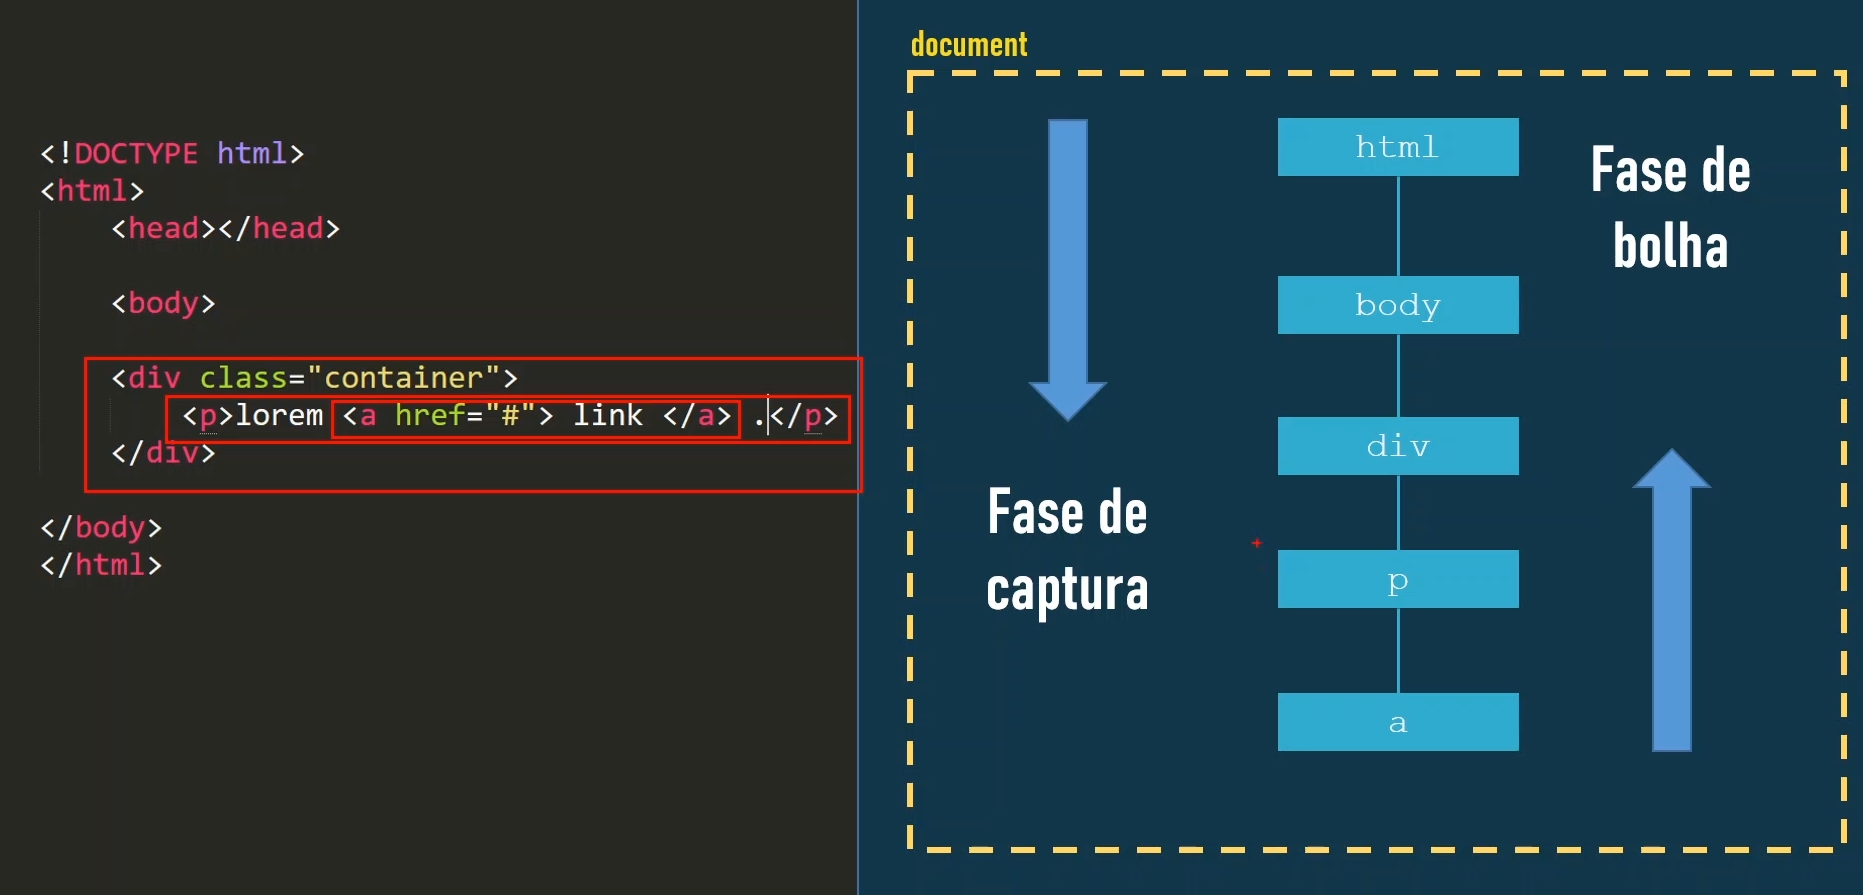 <!DOCTYPE html>
<html>
<head></head>
<body>
<div class="container">
<p>lorem <a href="#"> link </a> .</p>
</div>
</body>
</html>
document
html
body
div
p
a
Fase de
captura
Fase de
bolha